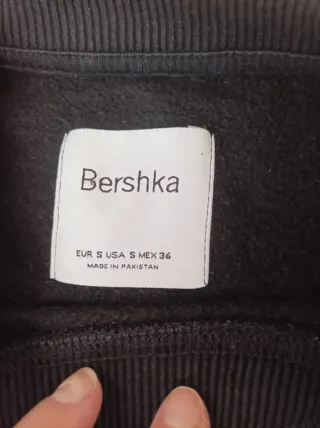 Bershka
EUR S USA S MEX 36
MADE IN PAKISTAN